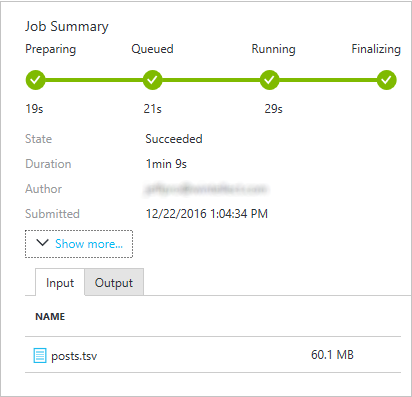 Job Summary
Preparing Queued Running Finalizing
19s 21s 29s
State Succeeded
Duration 1min 9s
Author
Submitted 12/22/2016 1:04:34 PM
Show more...
Input Output
NAME
posts.tsv 60.1 MB